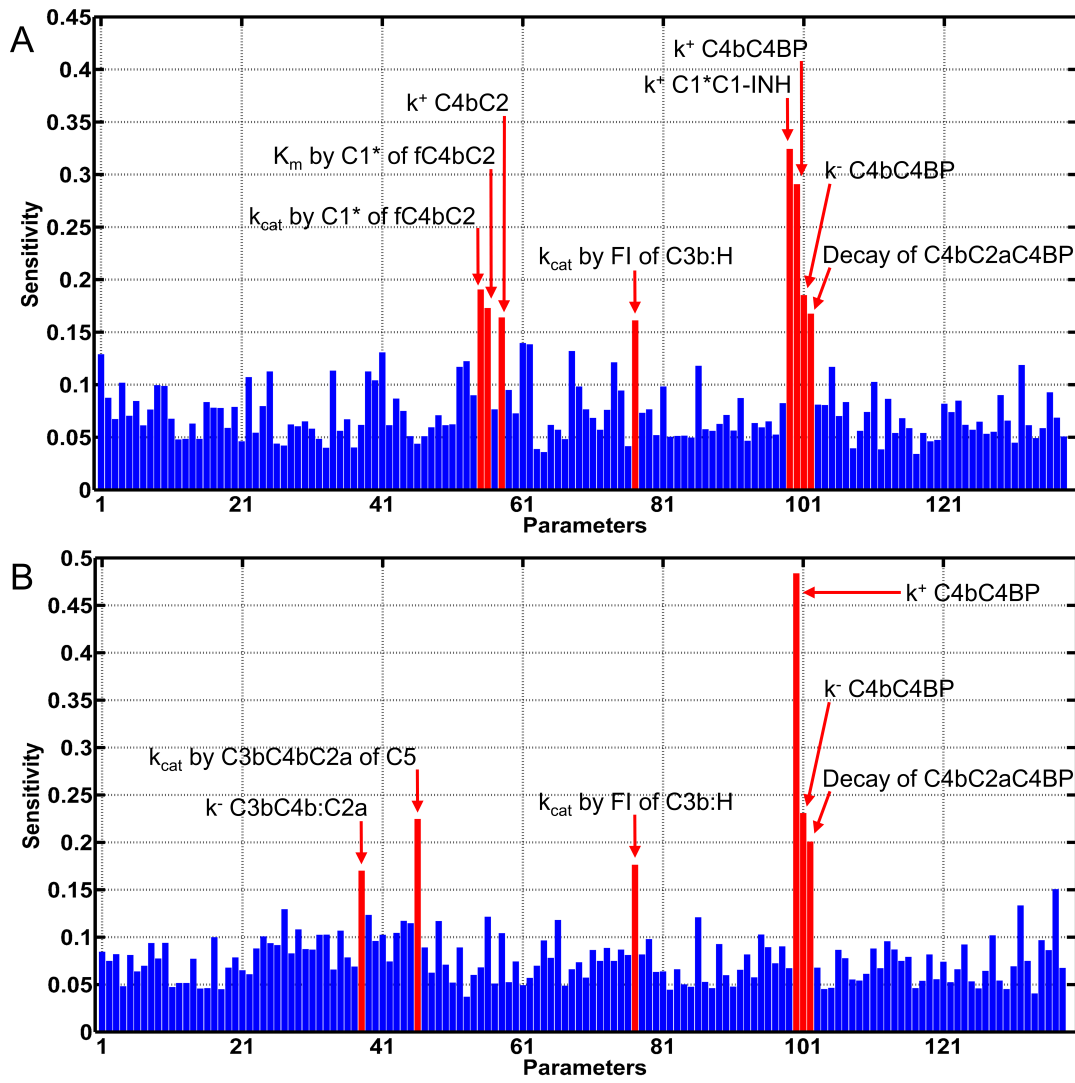 A
0.45
0.4
0.35
0.3
0.25
0.2
0.15
0.1
0.05
0
Sensitivity
k+ C4bC4BP
k+ C1*C1-INH
k+ C4bC2
Km by C1* of fC4bC2
k- C4bC4BP
kcat by C1* of fC4bC2
kcat by FI of C3b:H
Decay of C4bC2aC4BP
1 21 41 61 81 101 121
Parameters
B
0.5
0.45
0.4
0.35
0.3
0.25
0.2
0.15
0.1
0.05
0
Sensitivity
k+ C4bC4BP
k- C4bC4BP
kcat by C3bC4bC2a of C5
Decay of C4bC2aC4BP
k- C3bC4b:C2a
kcat by FI of C3b:H
1 21 41 61 81 101 121
Parameters